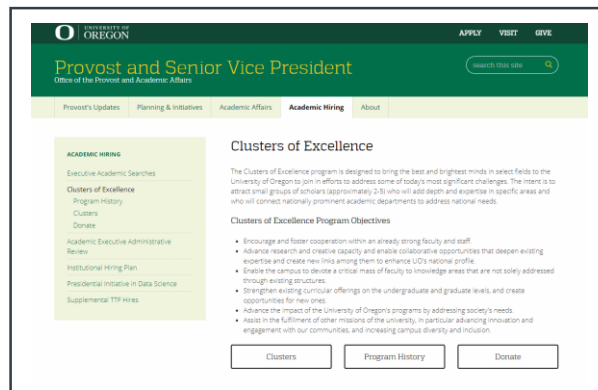 UNIVERSITY OF
OREGON
APPLY VISIT GIVE
Provost and Senior Vice President
Office of the Provost and Academic Affairs
search this site
Provost's Updates Planning & Initiatives Academic Affairs Academic Hiring About
ACADEMIC HIRING
Executive Academic Searches
Clusters of Excellence
Program History
Clusters
Donate
Academic Executive Administrative
Review
Institutional Hiring Plan
Presidential Initiative in Data Science
Supplemental TTF Hires
Clusters of Excellence
The Clusters of Excellence program is designed to bring the best and brightest minds in select fields to the
University of Oregon to join in efforts to address some of today's most significant challenges. The intent is to
attract small groups of scholars (approximately 2-5) who will add depth and expertise in specific areas and
who will connect nationally prominent academic departments to address national needs.
Clusters of Excellence Program Objectives
• Encourage and foster cooperation within an already strong faculty and staff.
• Advance research and creative capacity and enable collaborative opportunities that deepen existing
expertise and create new links among them to enhance UO's national profile.
• Enable the campus to devote a critical mass of faculty to knowledge areas that are not solely addressed
through existing structures.
• Strengthen existing curricular offerings on the undergraduate and graduate levels, and create
opportunities for new ones.
• Advance the impact of the University of Oregon's programs by addressing society's needs.
• Assist in the fulfillment of other missions of the university, in particular advancing innovation and
engagement with our communities, and increasing campus diversity and inclusion.
Clusters Program History Donate